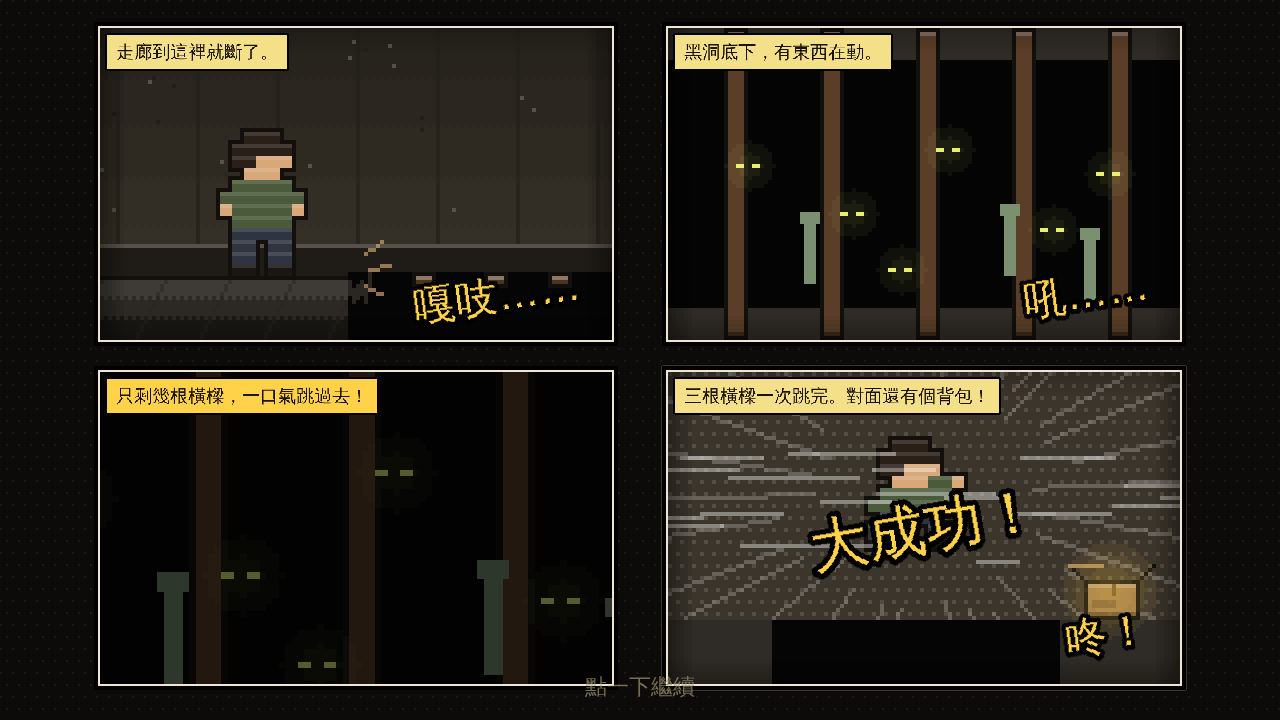 走廊到這裡就斷了。
嘎吱……
黑洞底下，有東西在動。
吼……
只剩幾根橫樑，一口氣跳過去！
三根橫樑一次跳完。對面還有個背包！
大成功！
咚！
點一下繼續